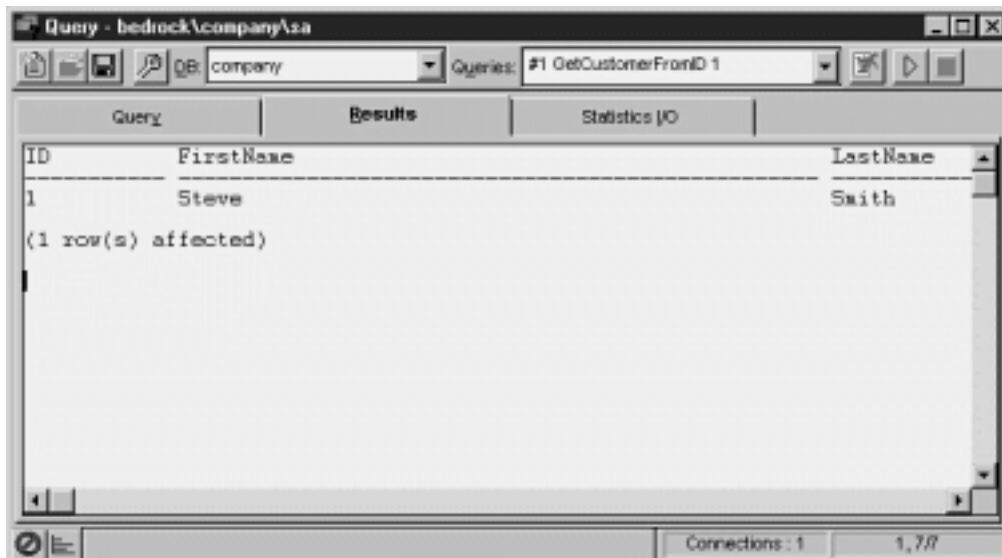 Query - bedrock\company\sa
DB: company Queries: #1 GetCustomerFromID 1
Query Results Statistics I/O
ID FirstName LastName
1 Steve Smith
(1 row(s) affected)
Connections : 1 1, 7/7